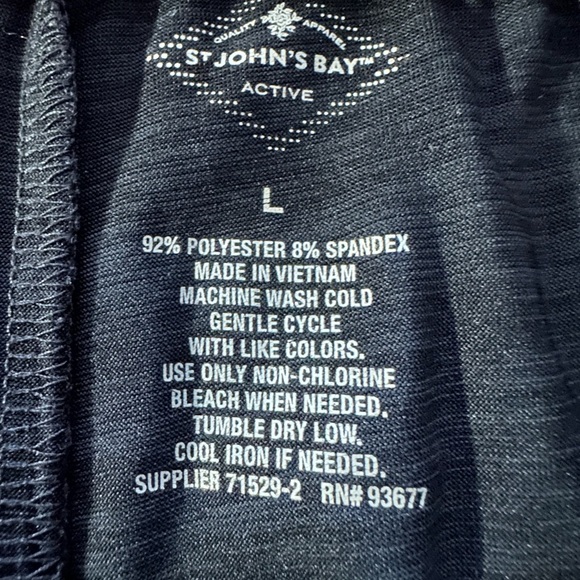 QUALITY APPAREL
ST JOHN'S BAY™
ACTIVE
L
92% POLYESTER 8% SPANDEX
MADE IN VIETNAM
MACHINE WASH COLD
GENTLE CYCLE
WITH LIKE COLORS.
USE ONLY NON-CHLORINE
BLEACH WHEN NEEDED.
TUMBLE DRY LOW.
COOL IRON IF NEEDED.
SUPPLIER 71529-2 RN# 93677